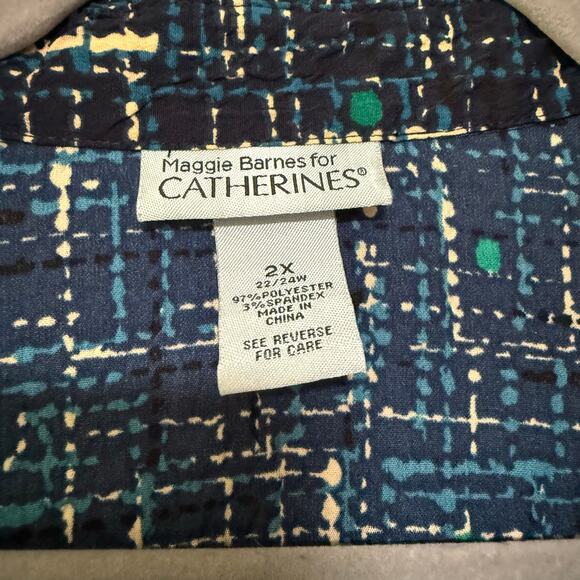 Maggie Barnes for
CATHERINES®
2X
22/24W
97%POLYESTER
3%SPANDEX
MADE IN
CHINA
SEE REVERSE
FOR CARE